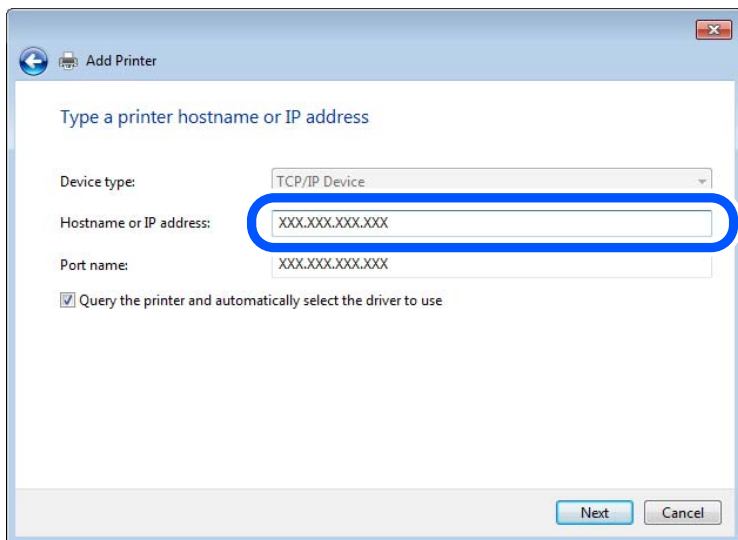 Add Printer
Type a printer hostname or IP address
Device type: TCP/IP Device
Hostname or IP address: XXX.XXX.XXX.XXX
Port name: XXX.XXX.XXX.XXX
Query the printer and automatically select the driver to use
Next Cancel